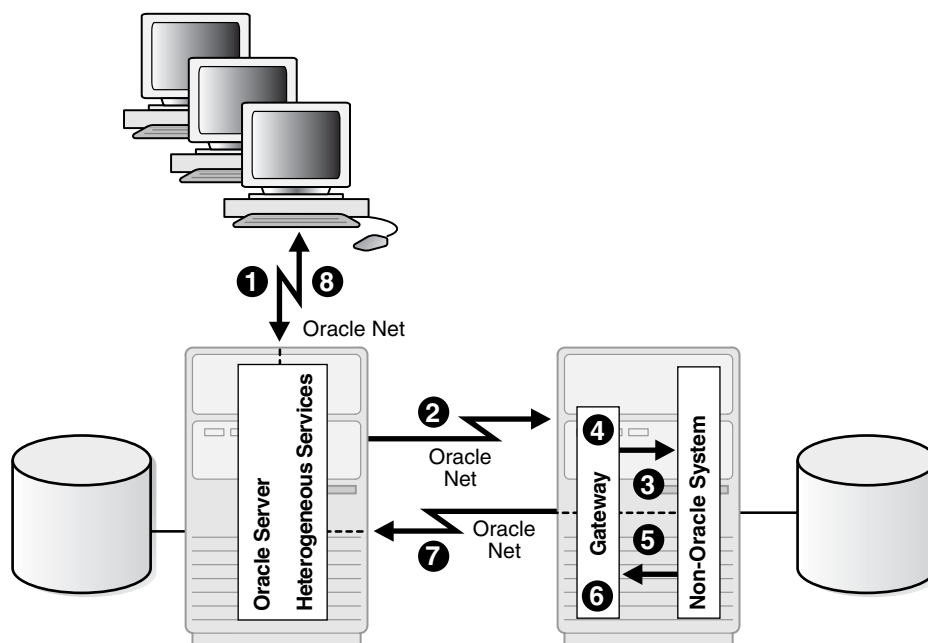 1
8
Oracle Net
Oracle Server
Heterogeneous Services
2
Oracle
Net
7
Oracle
Net
4
3
Gateway
5
6
Non-Oracle System